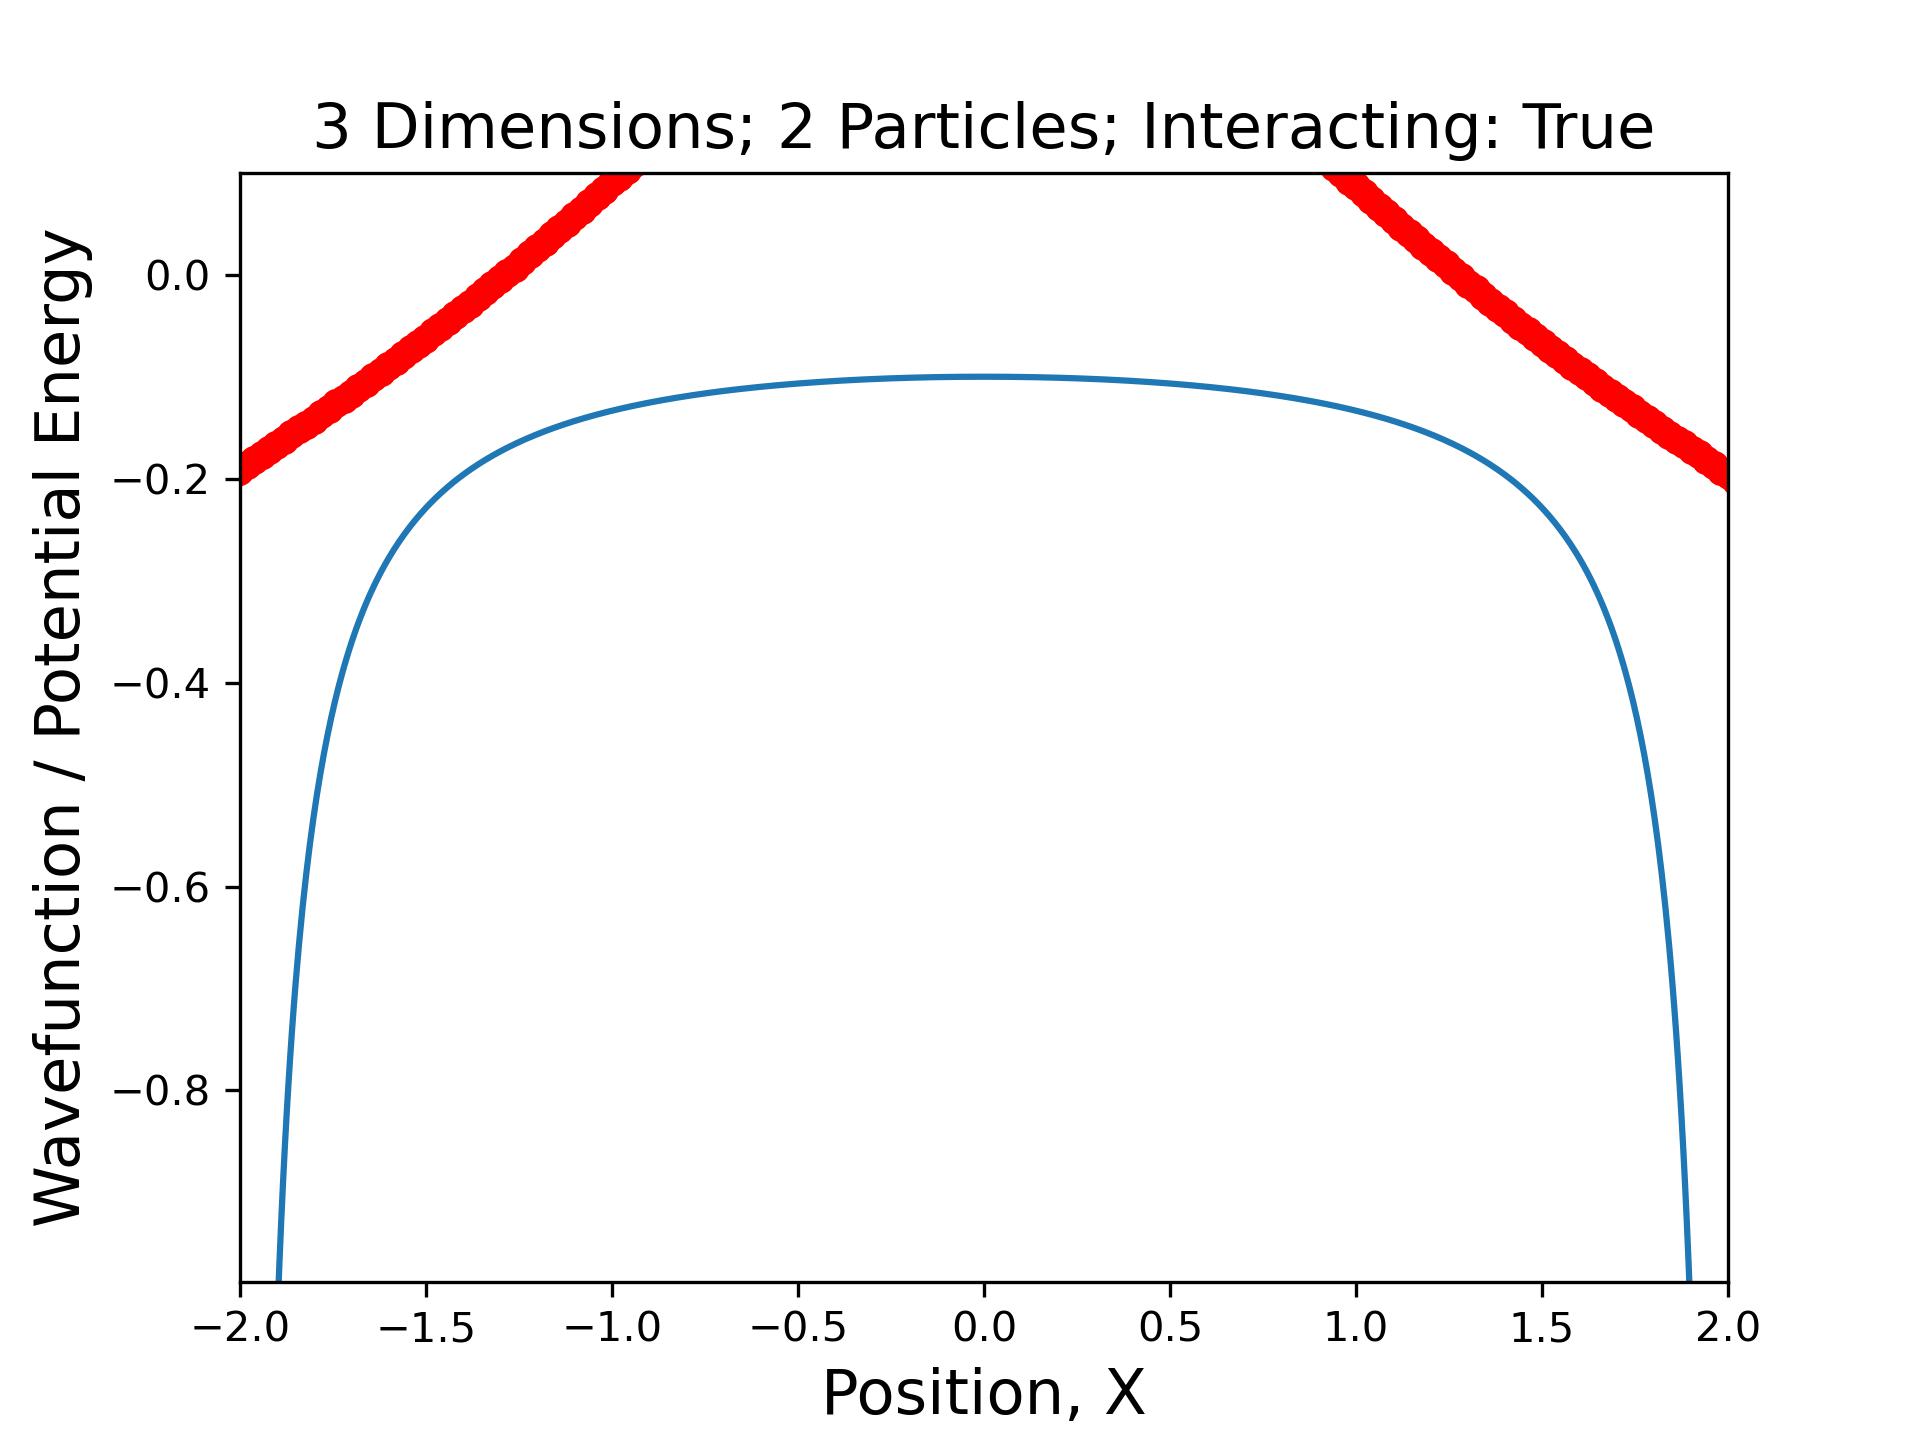 3 Dimensions; 2 Particles; Interacting: True
Wavefunction / Potential Energy
0.0
−0.2
−0.4
−0.6
−0.8
−2.0 −1.5 −1.0 −0.5 0.0 0.5 1.0 1.5 2.0
Position, X